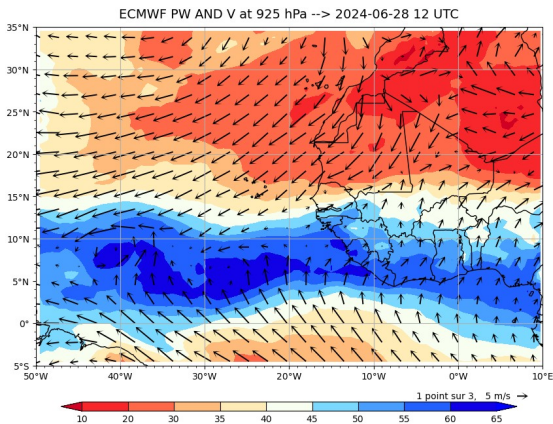 ECMWF PW AND V at 925 hPa --> 2024-06-28 12 UTC
35°N
30°N
25°N
20°N
15°N
10°N
5°N
0°
5°S
50°W 40°W 30°W 20°W 10°W 0°W 10°E
1 point sur 3, 5 m/s
10 20 30 35 40 45 50 55 60 65